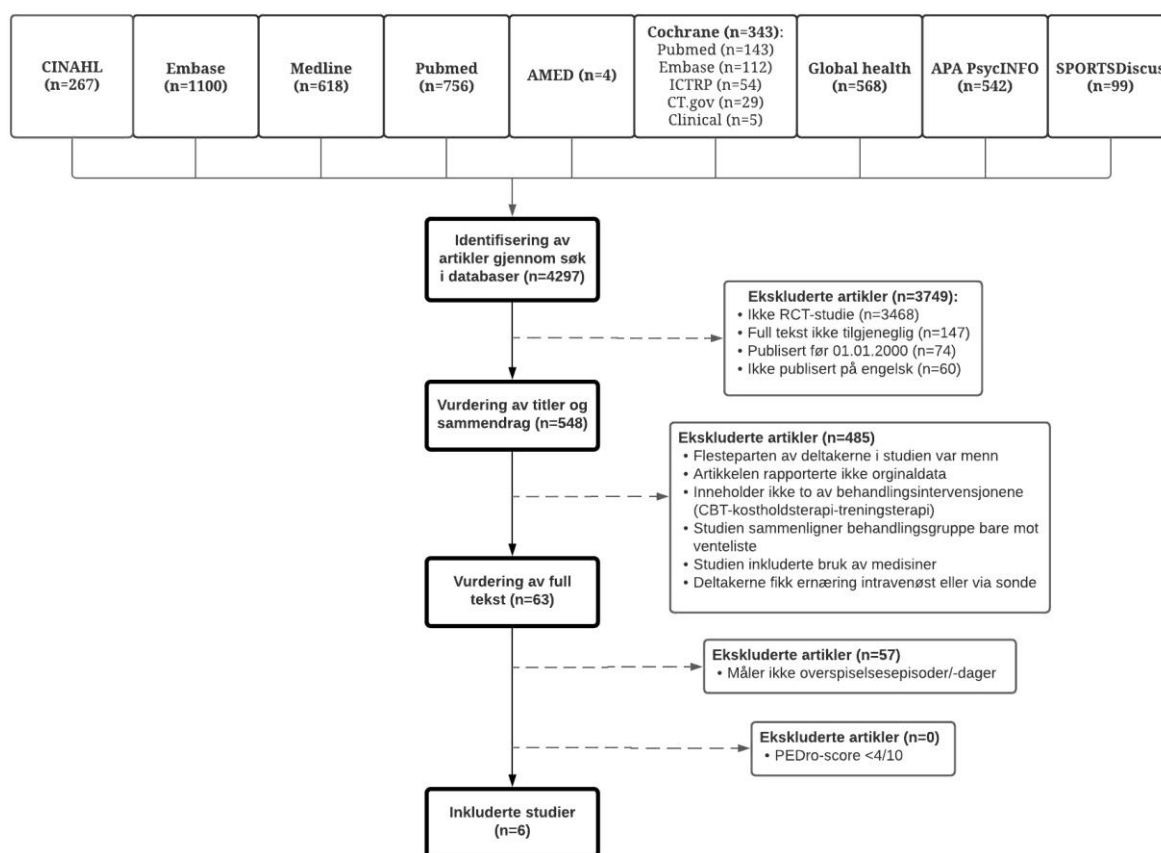 CINAHL
(n=267)
Embase
(n=1100)
Medline
(n=618)
Pubmed
(n=756)
AMED (n=4)
Cochrane (n=343):
Pubmed (n=143)
Embase (n=112)
ICTRP (n=54)
CT.gov (n=29)
Clinical (n=5)
Global health
(n=568)
APA PsycINFO
(n=542)
SPORTSDiscus
(n=99)
Identifisering av
artikler gjennom søk
i databaser (n=4297)
Ekskluderte artikler (n=3749):
• Ikke RCT-studie (n=3468)
• Full tekst ikke tilgjeneglig (n=147)
• Publisert før 01.01.2000 (n=74)
• Ikke publisert på engelsk (n=60)
Vurdering av titler og
sammendrag (n=548)
Ekskluderte artikler (n=485)
• Flesteparten av deltakerne i studien var menn
• Artikkelen rapporterte ikke orginaldata
• Inneholder ikke to av behandlingsintervensjonene
(CBT-kostholdsterapi-treningsterapi)
• Studien sammenligner behandlingsgruppe bare mot
venteliste
• Studien inkluderte bruk av medisiner
• Deltakerne fikk ernæring intravenøst eller via sonde
Vurdering av full
tekst (n=63)
Ekskluderte artikler (n=57)
• Måler ikke overspiselsesepisoder/-dager
Ekskluderte artikler (n=0)
• PEDro-score <4/10
Inkluderte studier
(n=6)